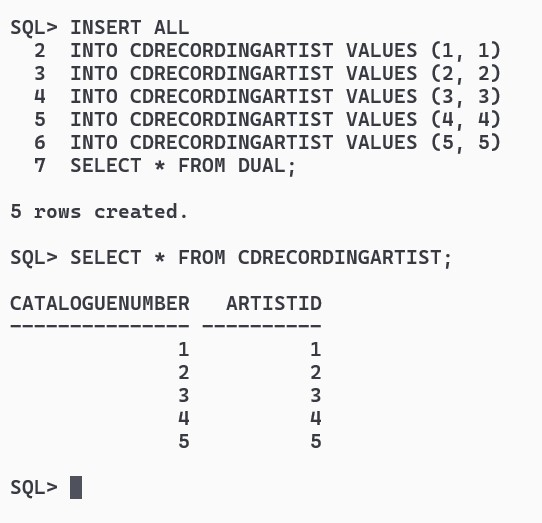 SQL> INSERT ALL
  2  INTO CDRECORDINGARTIST VALUES (1, 1)
  3  INTO CDRECORDINGARTIST VALUES (2, 2)
  4  INTO CDRECORDINGARTIST VALUES (3, 3)
  5  INTO CDRECORDINGARTIST VALUES (4, 4)
  6  INTO CDRECORDINGARTIST VALUES (5, 5)
  7  SELECT * FROM DUAL;

5 rows created.

SQL> SELECT * FROM CDRECORDINGARTIST;

CATALOGUENUMBER   ARTISTID
--------------- ----------
              1          1
              2          2
              3          3
              4          4
              5          5

SQL>